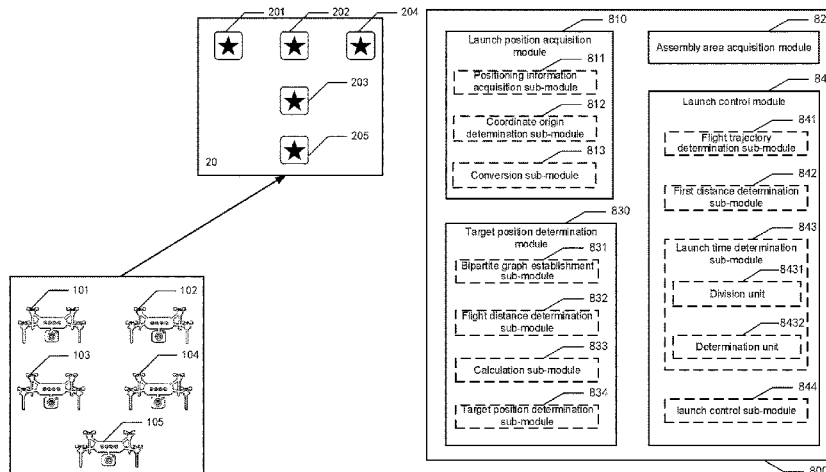 201
202
204
203
205
20
101
102
103
104
105
810
Launch position acquisition
module
811
Positioning information
acquisition sub-module
812
Coordinate origin
determination sub-module
813
Conversion sub-module
830
Target position determination
module
831
Bipartite graph establishment
sub-module
832
Flight distance determination
sub-module
833
Calculation sub-module
834
Target position determination
sub-module
82
Assembly area acquisition module
84
Launch control module
841
Flight trajectory
determination sub-module
842
First distance determination
sub-module
843
Launch time determination
sub-module
8431
Division unit
8432
Determination unit
844
launch control sub-module
800